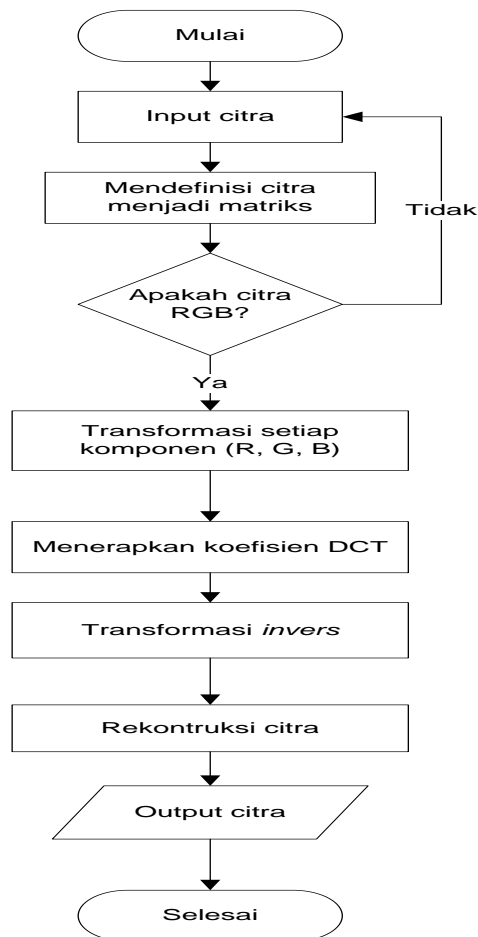 Mulai
Input citra
Mendefinisi citra
menjadi matriks
Tidak
Apakah citra
RGB?
Ya
Transformasi setiap
komponen (R, G, B)
Menerapkan koefisien DCT
Transformasi invers
Rekontruksi citra
Output citra
Selesai